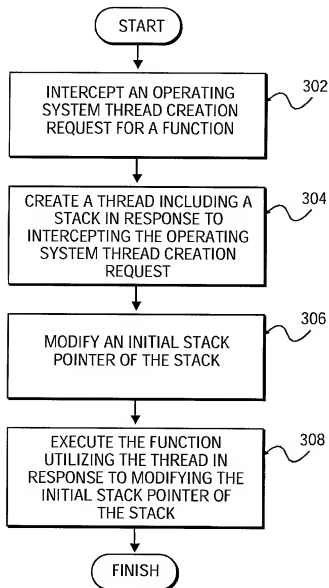 START
INTERCEPT AN OPERATING
SYSTEM THREAD CREATION
REQUEST FOR A FUNCTION
302
CREATE A THREAD INCLUDING A
STACK IN RESPONSE TO
INTERCEPTING THE OPERATING
SYSTEM THREAD CREATION
REQUEST
304
MODIFY AN INITIAL STACK
POINTER OF THE STACK
306
EXECUTE THE FUNCTION
UTILIZING THE THREAD IN
RESPONSE TO MODIFYING THE
INITIAL STACK POINTER OF
THE STACK
308
FINISH